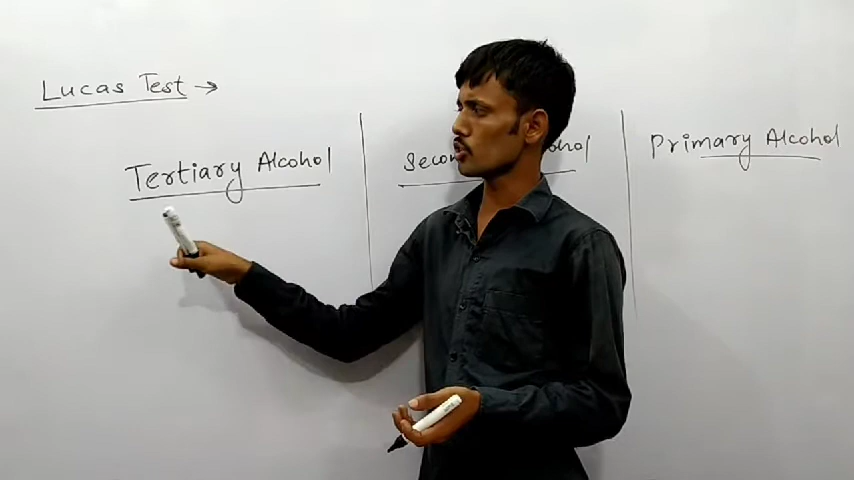 Lucas Test →
Tertiary Alcohol
Primary Alcohol